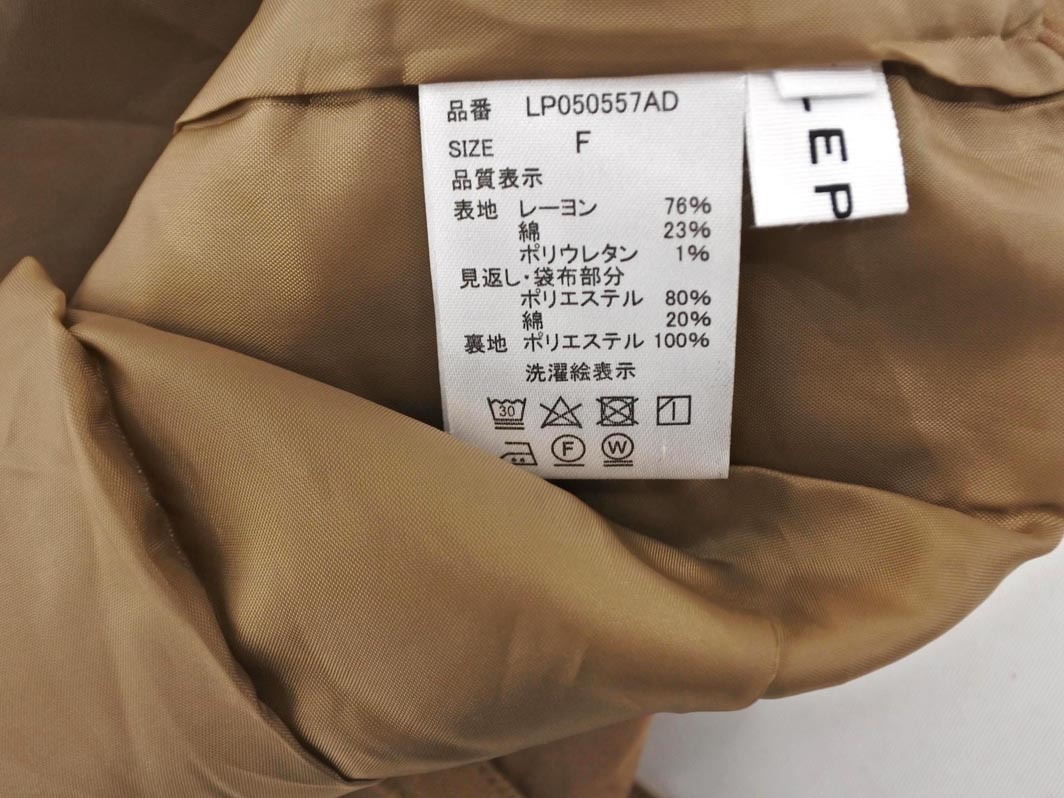 品番 LP050557AD
SIZE F
品質表示
表地 レーヨン 76%
綿 23%
ポリウレタン 1%
見返し・袋布部分
ポリエステル 80%
綿 20%
裏地 ポリエステル 100%
洗濯絵表示
30
F W
EP